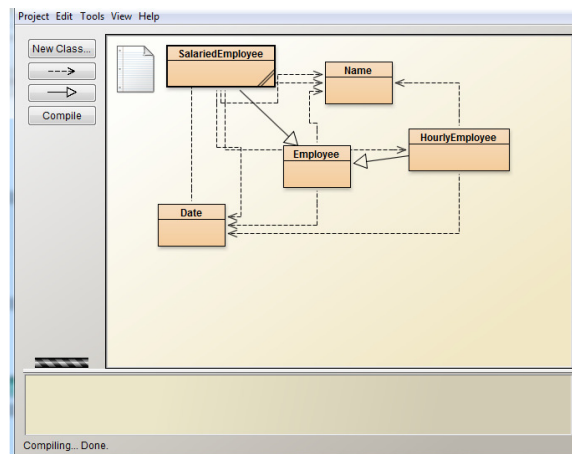 Project Edit Tools View Help
New Class...
Compile
SalariedEmployee
Name
HourlyEmployee
Employee
Date
Compiling... Done.